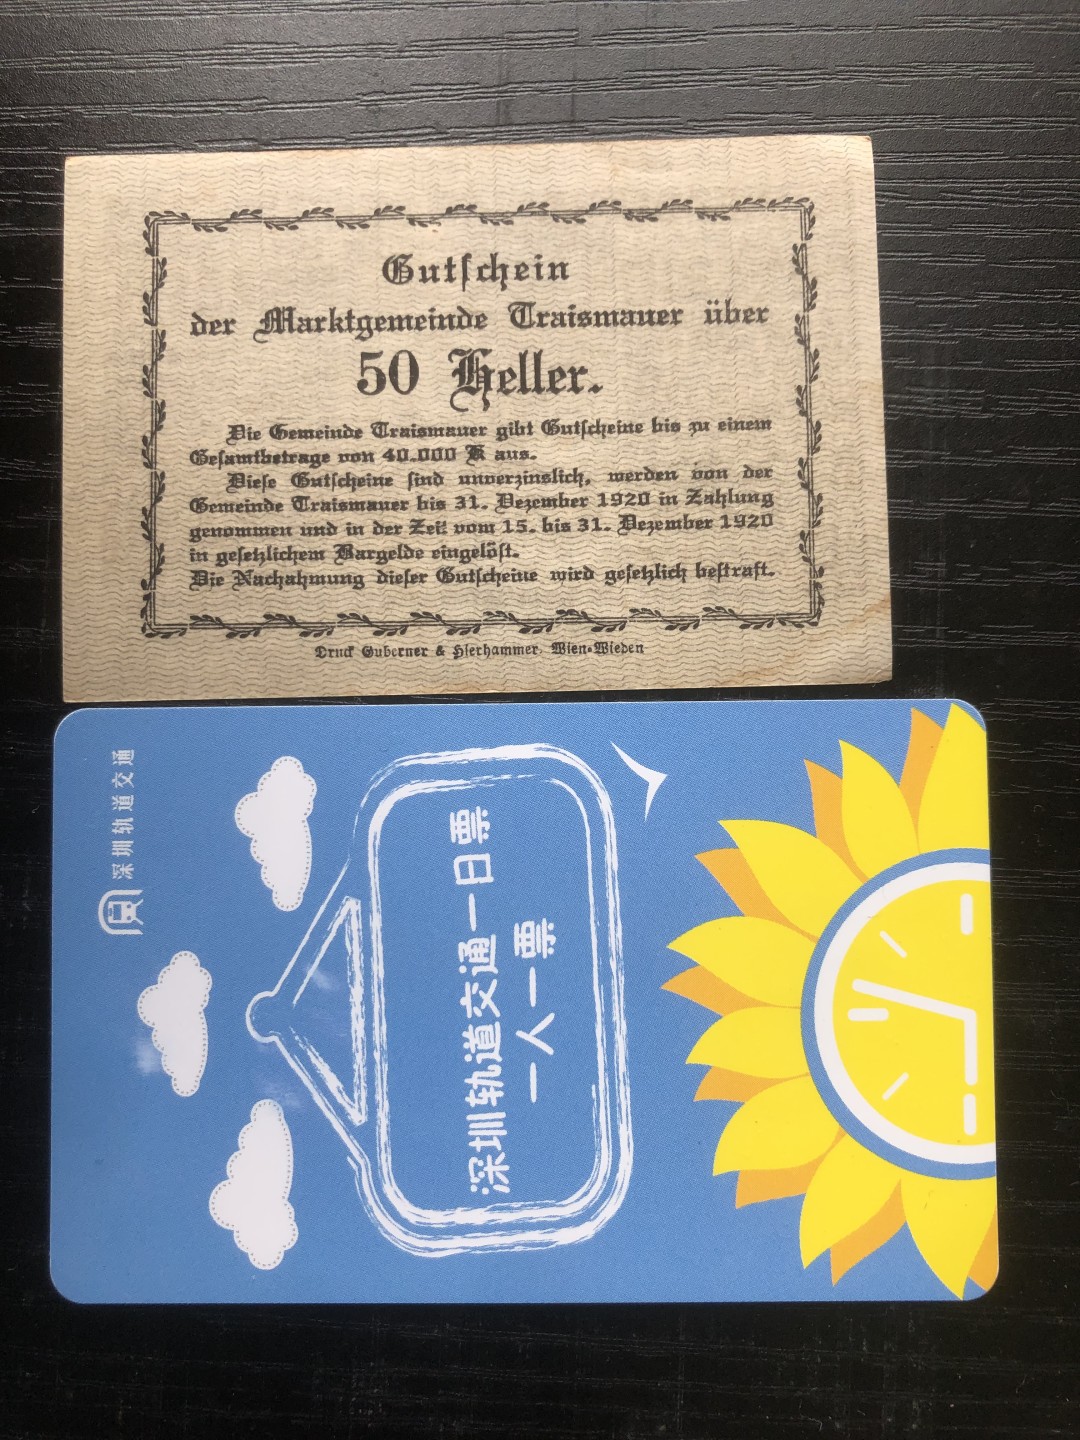 Gutschein
der Marktgemeinde Traismauer über
50 Heller.
Die Gemeinde Traismauer gibt Gutscheine bis zu einem
Gesamtbetrage von 40.000 K aus.
Diese Gutscheine sind unverzinslich, werden von der
Gemeinde Traismauer bis 31. Dezember 1920 in Zahlung
genommen und in der Zeit vom 15. bis 31. Dezember 1920
in gesetzlichem Bargelde eingelöst.
Die Nachahmung dieser Gutscheine wird gesetzlich bestraft.
Druck Guberner & Hierhammer, Wien-Wieden
深圳轨道交通
深圳轨道交通一日票
一人一票